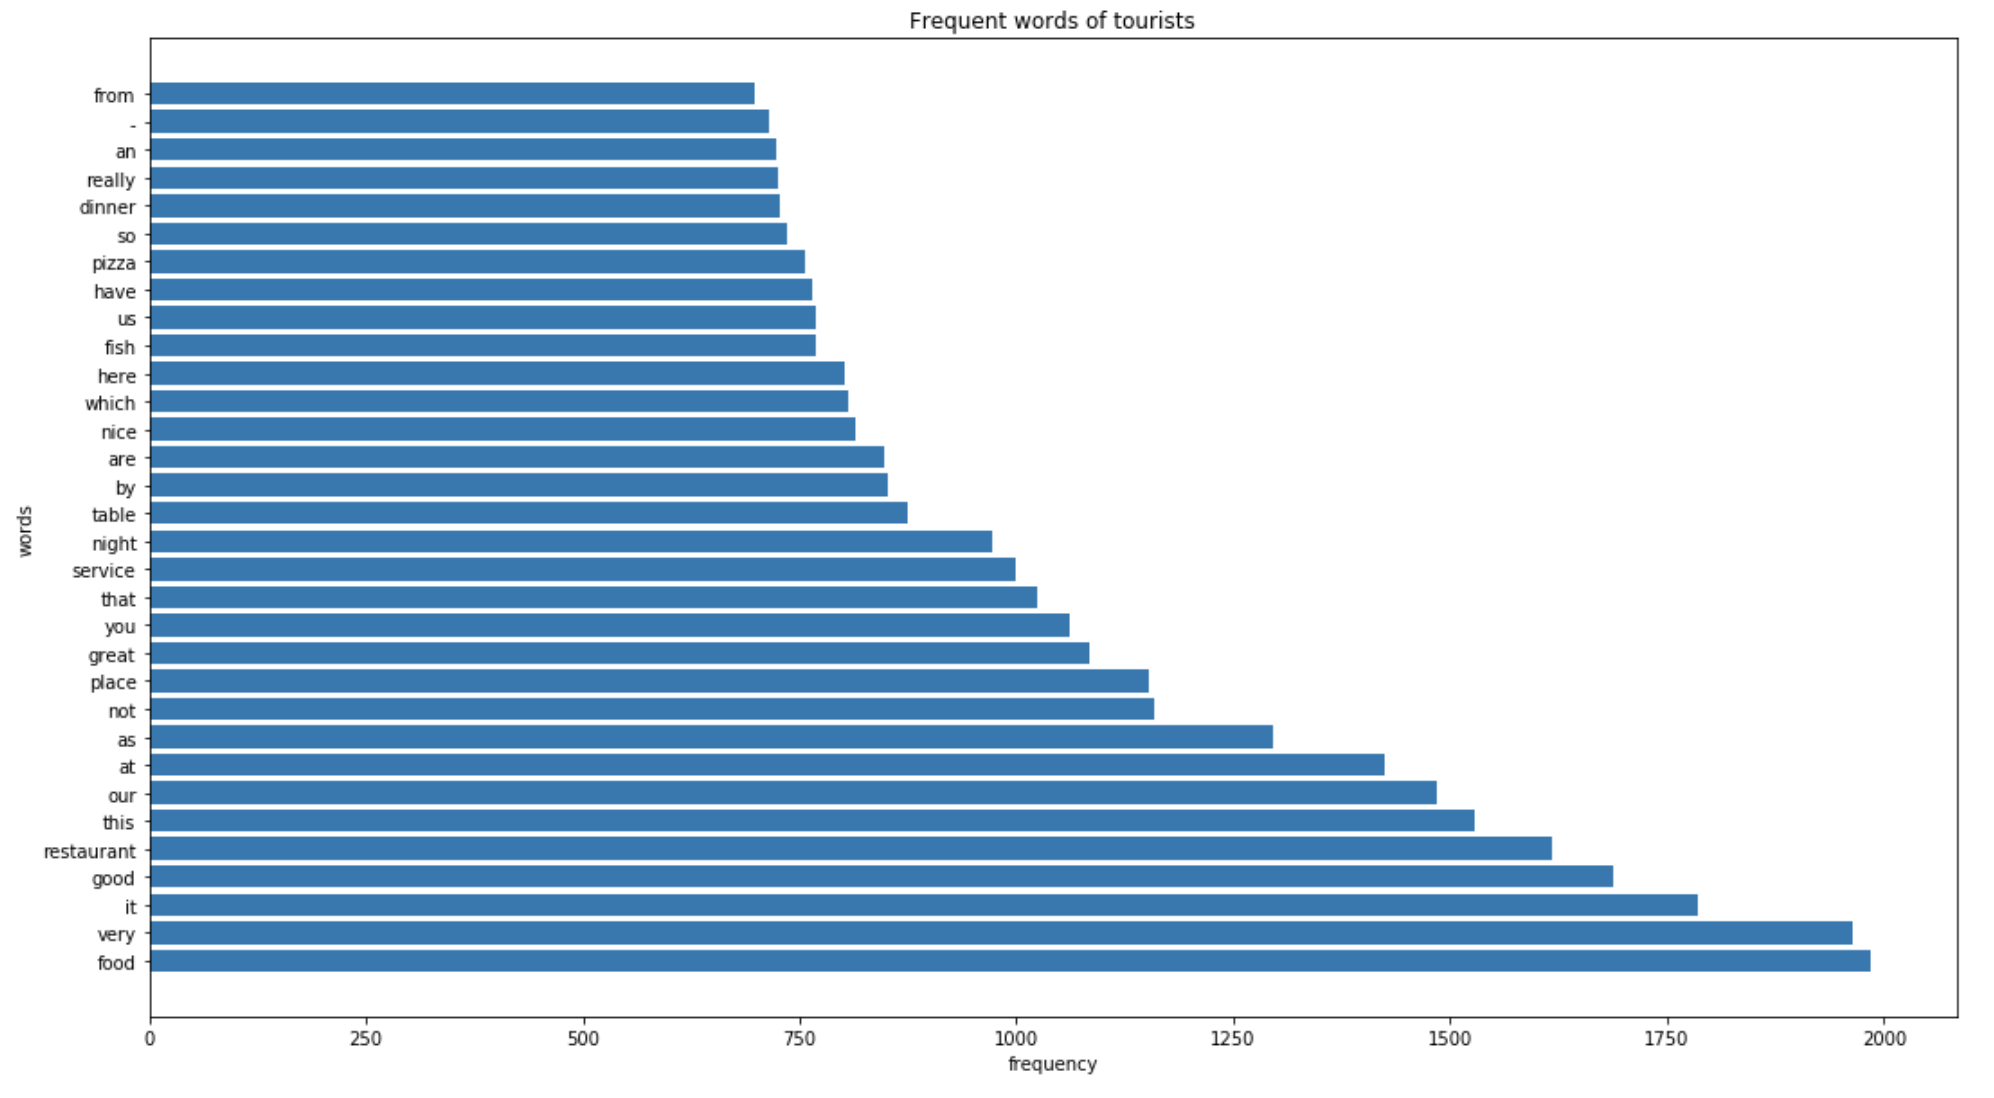 Frequent words of tourists
from
-
an
really
dinner
so
pizza
have
us
fish
here
which
nice
are
by
table
night
service
that
you
great
place
not
as
at
our
this
restaurant
good
it
very
food
words
0 250 500 750 1000 1250 1500 1750 2000
frequency